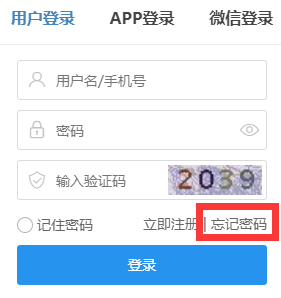 用户登录 APP登录 微信登录
用户名/手机号
密码
输入验证码 2039
记住密码 立即注册 | 忘记密码
登录